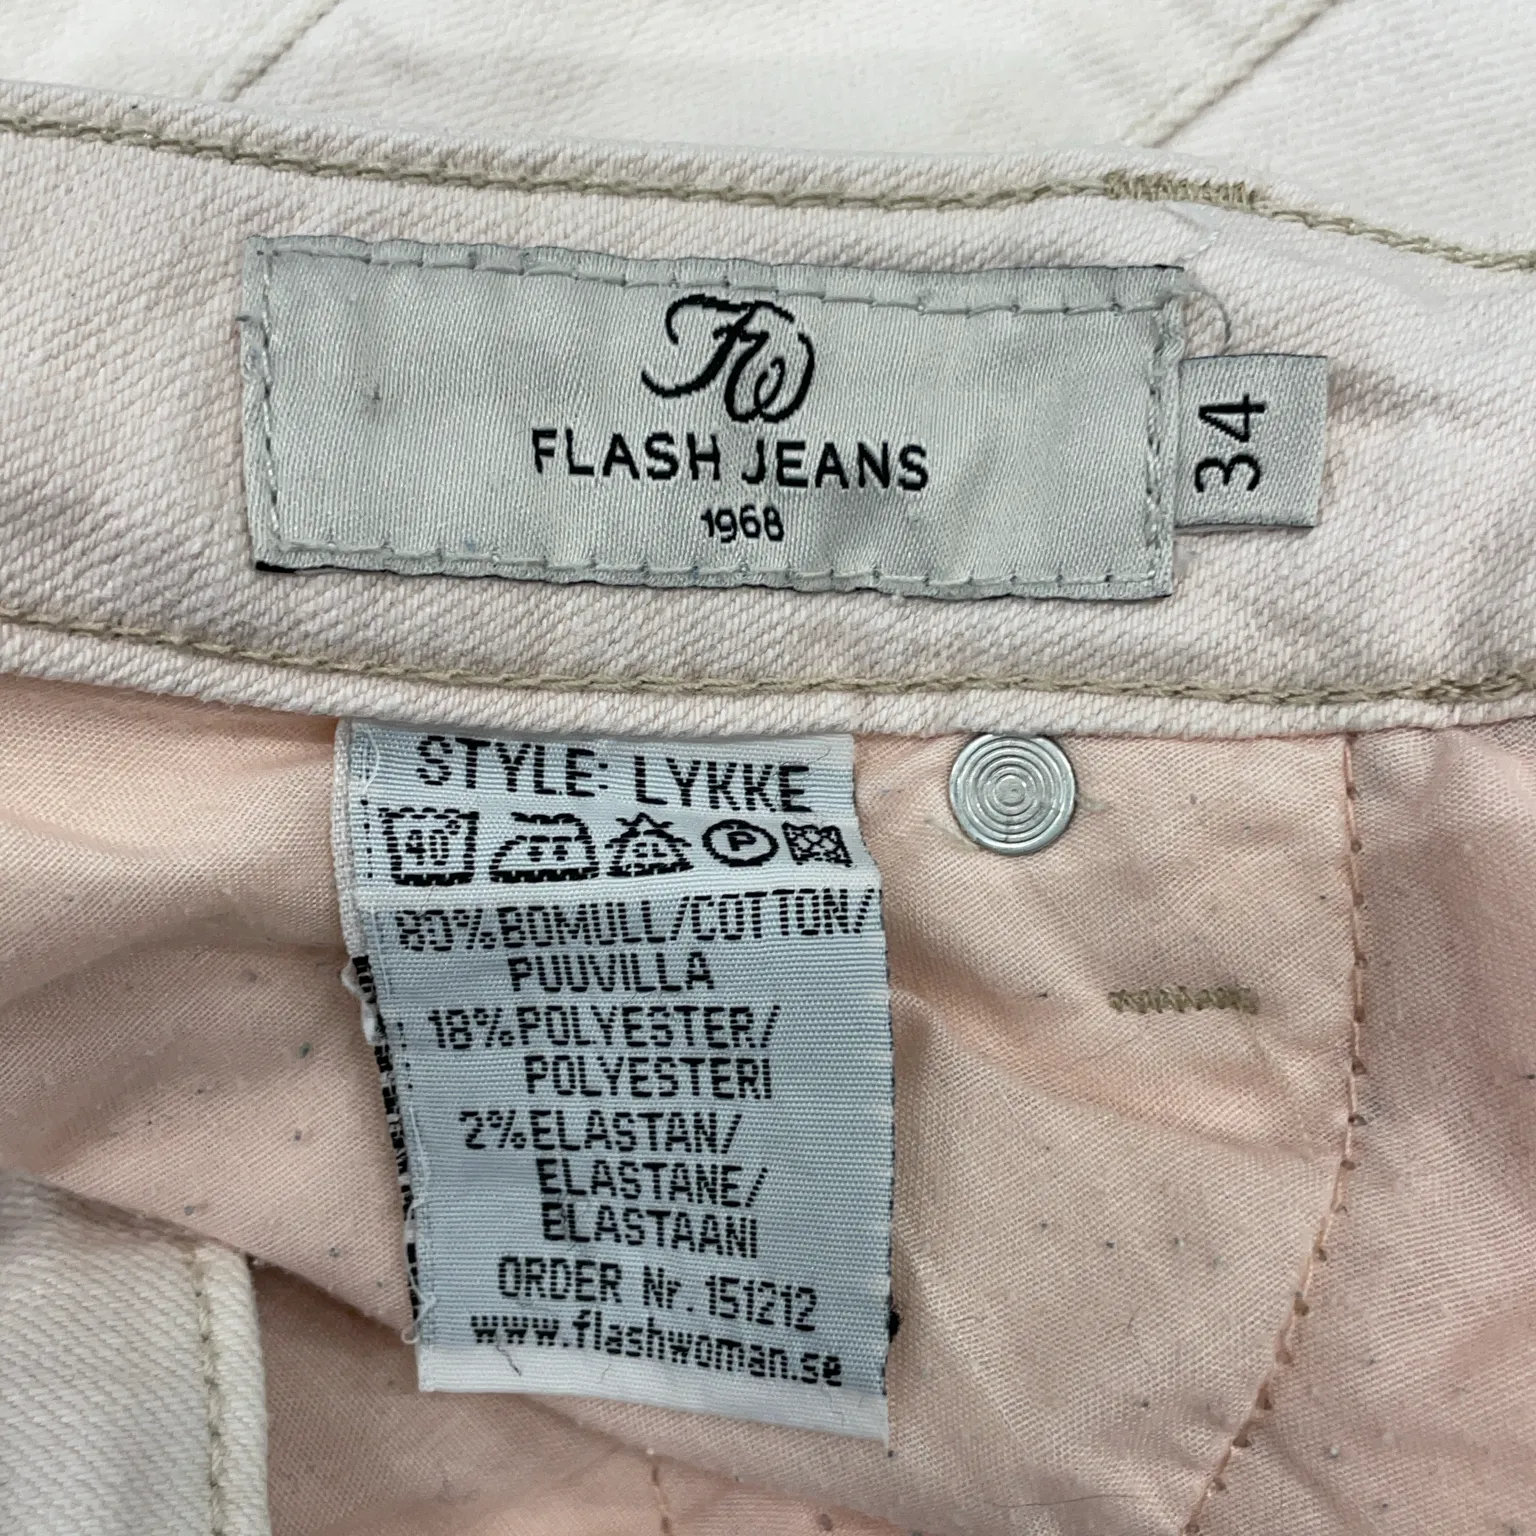 FW
FLASH JEANS
1968
34
STYLE: LYKKE
40° CL P
80% BOMULL/COTTON/
PUUVILLA
18% POLYESTER/
POLYESTERI
2% ELASTAN/
ELASTANE/
ELASTAANI
ORDER Nr. 151212
www.flashwoman.se